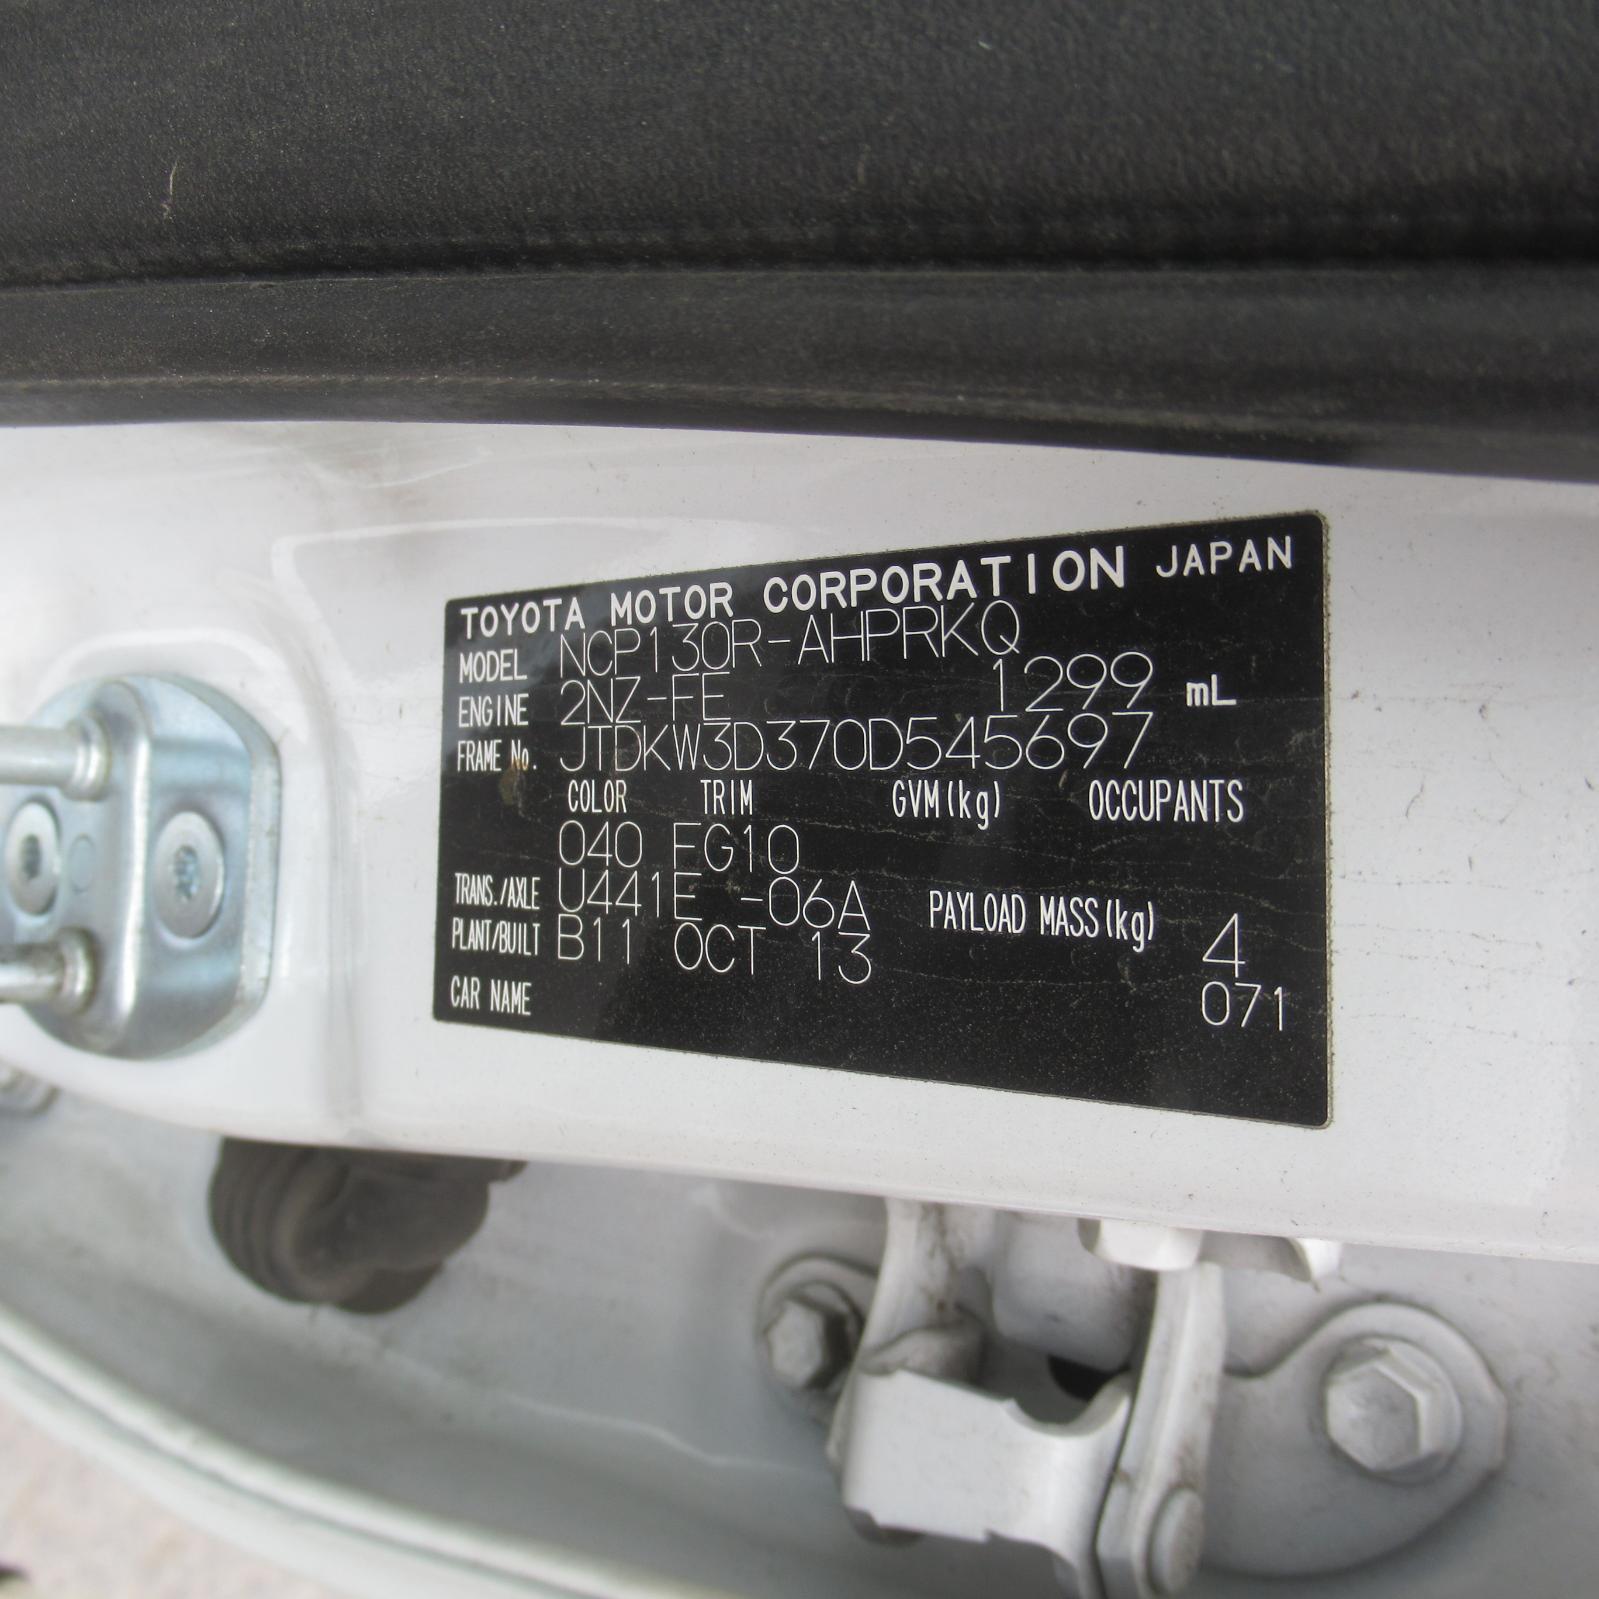 TOYOTA MOTOR CORPORATION JAPAN
MODEL NCP130R-AHPRKQ
ENGINE 2NZ-FE 1299 mL
FRAME No. JTDKW3D370D545697
COLOR TRIM GVM(kg) OCCUPANTS
040 FG10
TRANS./AXLE U441E -06A
PAYLOAD MASS(kg) 4
PLANT/BUILT B11 OCT 13
071
CAR NAME